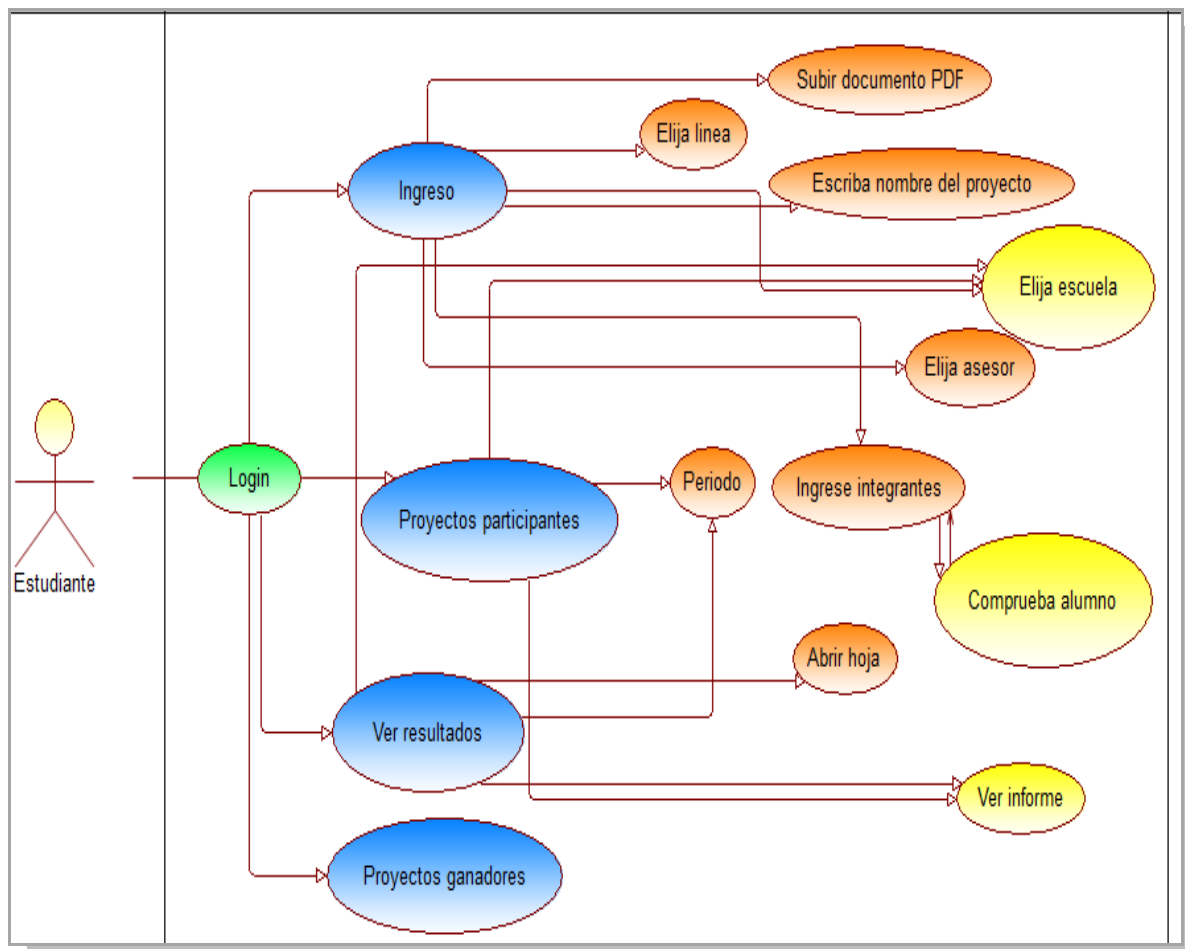 Subir documento PDF
Elija linea
Escriba nombre del proyecto
Ingreso
Elija escuela
Elija asesor
Login
Periodo
Ingrese integrantes
Proyectos participantes
Estudiante
Comprueba alumno
Abrir hoja
Ver resultados
Ver informe
Proyectos ganadores